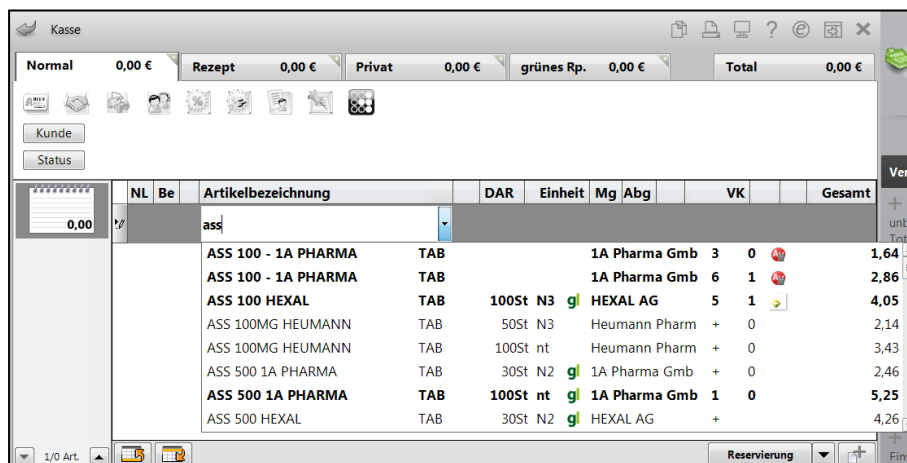 Kasse
Normal 0,00 € Rezept 0,00 € Privat 0,00 € grünes Rp. 0,00 € Total 0,00 €
Kunde
Status
NL Be Artikelbezeichnung DAR Einheit Mg Abg VK Gesamt
0,00 ass
ASS 100 - 1A PHARMA TAB 1A Pharma Gmb 3 0 1,64
ASS 100 - 1A PHARMA TAB 1A Pharma Gmb 6 1 2,86
ASS 100 HEXAL TAB 100St N3 gl HEXAL AG 5 1 4,05
ASS 100MG HEUMANN TAB 50St N3 Heumann Pharm + 0 2,14
ASS 100MG HEUMANN TAB 100St nt Heumann Pharm + 0 3,43
ASS 500 1A PHARMA TAB 30St N2 gl 1A Pharma Gmb + 0 2,46
ASS 500 1A PHARMA TAB 100St nt gl 1A Pharma Gmb 1 0 5,25
ASS 500 HEXAL TAB 30St N2 gl HEXAL AG + 4,26
1/0 Art. Reservierung
Ver
unb
Tot
Ein